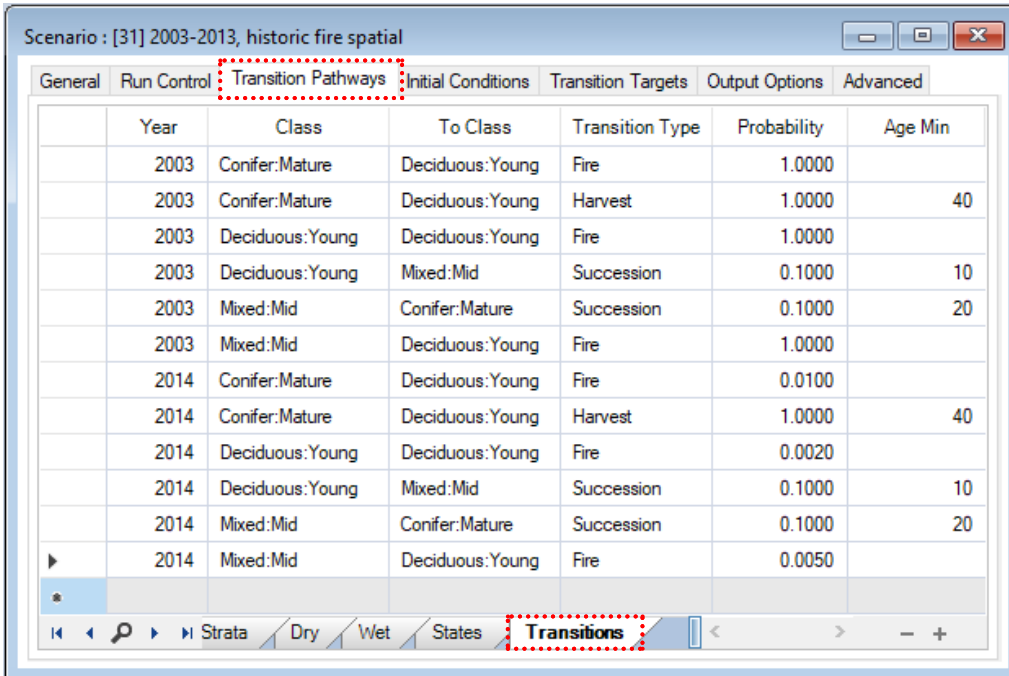 Scenario : [31] 2003-2013, historic fire spatial
General Run Control Transition Pathways Initial Conditions Transition Targets Output Options Advanced
Year Class To Class Transition Type Probability Age Min
2003 Conifer:Mature Deciduous:Young Fire 1.0000
2003 Conifer:Mature Deciduous:Young Harvest 1.0000 40
2003 Deciduous:Young Deciduous:Young Fire 1.0000
2003 Deciduous:Young Mixed:Mid Succession 0.1000 10
2003 Mixed:Mid Conifer:Mature Succession 0.1000 20
2003 Mixed:Mid Deciduous:Young Fire 1.0000
2014 Conifer:Mature Deciduous:Young Fire 0.0100
2014 Conifer:Mature Deciduous:Young Harvest 1.0000 40
2014 Deciduous:Young Deciduous:Young Fire 0.0020
2014 Deciduous:Young Mixed:Mid Succession 0.1000 10
2014 Mixed:Mid Conifer:Mature Succession 0.1000 20
2014 Mixed:Mid Deciduous:Young Fire 0.0050
Strata Dry Wet States Transitions